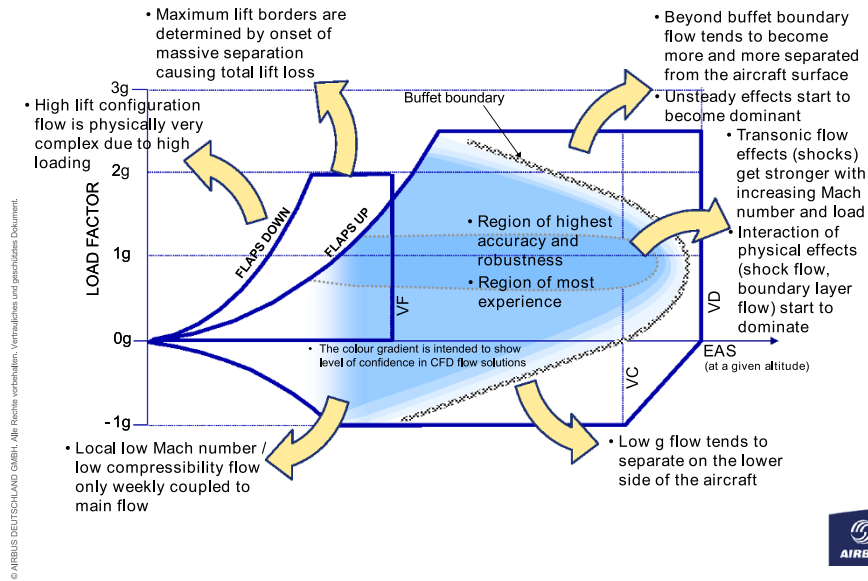 • Maximum lift borders are
determined by onset of
massive separation
causing total lift loss
• Beyond buffet boundary
flow tends to become
more and more separated
from the aircraft surface
• Unsteady effects start to
become dominant
• High lift configuration
flow is physically very
complex due to high
loading
• Transonic flow
effects (shocks)
get stronger with
increasing Mach
number and load
• Interaction of
physical effects
(shock flow,
boundary layer
flow) start to
dominate
3g
2g
1g
0g
-1g
LOAD FACTOR
Buffet boundary
FLAPS DOWN
FLAPS UP
• Region of highest
accuracy and
robustness
• Region of most
experience
VF
VC
VD
• The colour gradient is intended to show
level of confidence in CFD flow solutions
EAS
(at a given altitude)
• Local low Mach number /
low compressibility flow
only weekly coupled to
main flow
• Low g flow tends to
separate on the lower
side of the aircraft
© AIRBUS DEUTSCHLAND GMBH. Alle Rechte vorbehalten. Vertrauliches und geschütztes Dokument.
AIRB